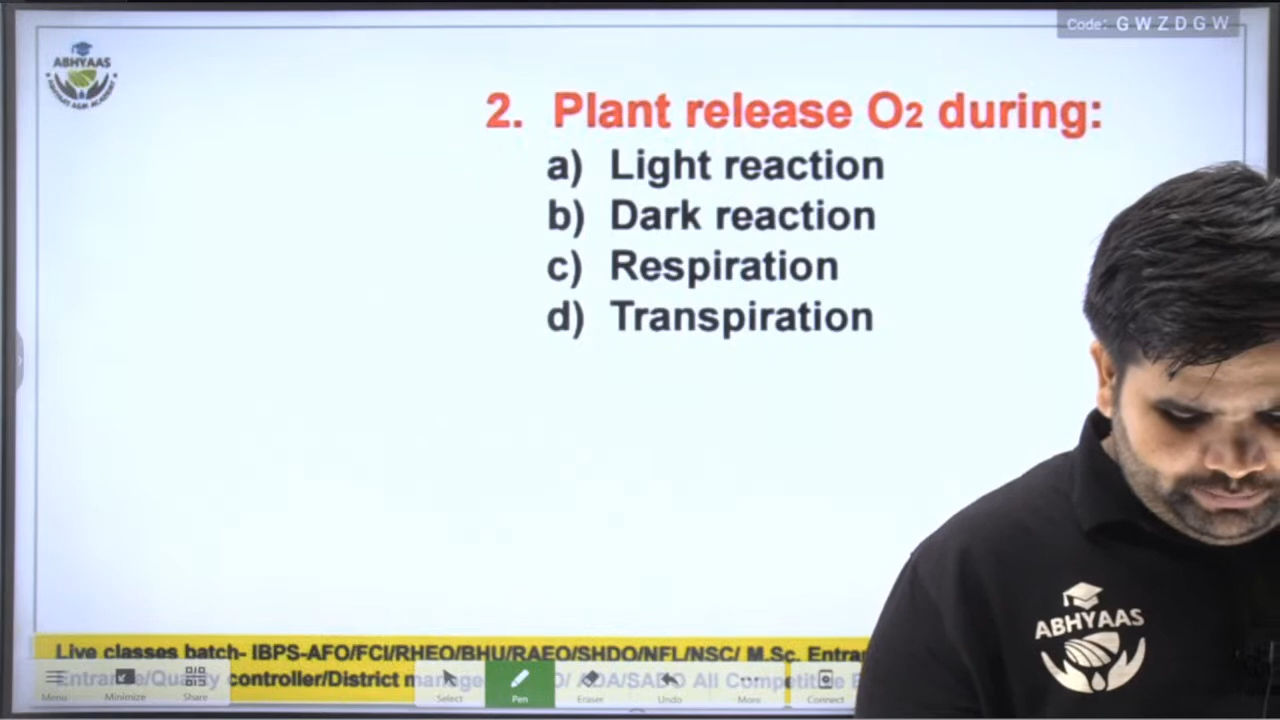 Code: G W Z D G W
ABHYAAS
2. Plant release O2 during:
a) Light reaction
b) Dark reaction
c) Respiration
d) Transpiration
ABHYAAS
Live classes batch- IBPS-AFO/FCI/RHEO/BHU/RAEO/SHDO/NFL/NSC/ M.Sc. Entra
controller/District All Competitive
Menu Minimize Share Select Pen Eraser Undo More Connect